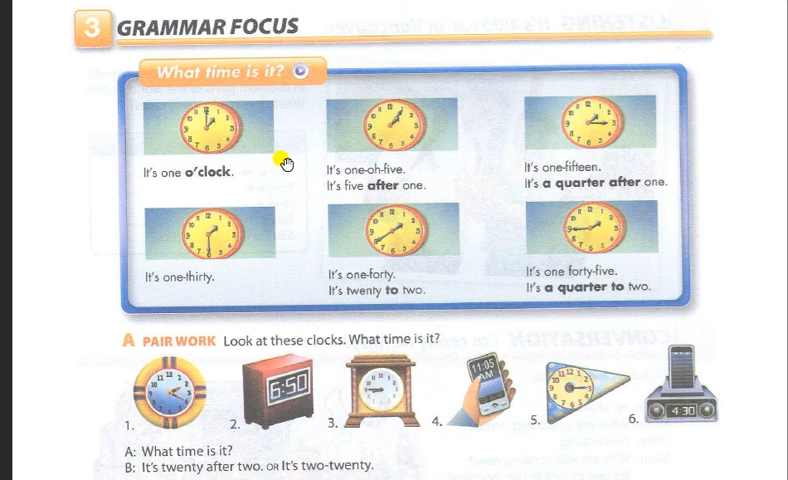 3 GRAMMAR FOCUS
What time is it?
It's one o'clock.
It's one-oh-five.
It's five after one.
It's one-fifteen.
It's a quarter after one.
It's one-thirty.
It's one-forty.
It's twenty to two.
It's one forty-five.
It's a quarter to two.
A PAIR WORK Look at these clocks. What time is it?
1.
2. 6:50
3.
4. 11:05 AM
5.
6. 4:30
A: What time is it?
B: It's twenty after two. OR It's two-twenty.